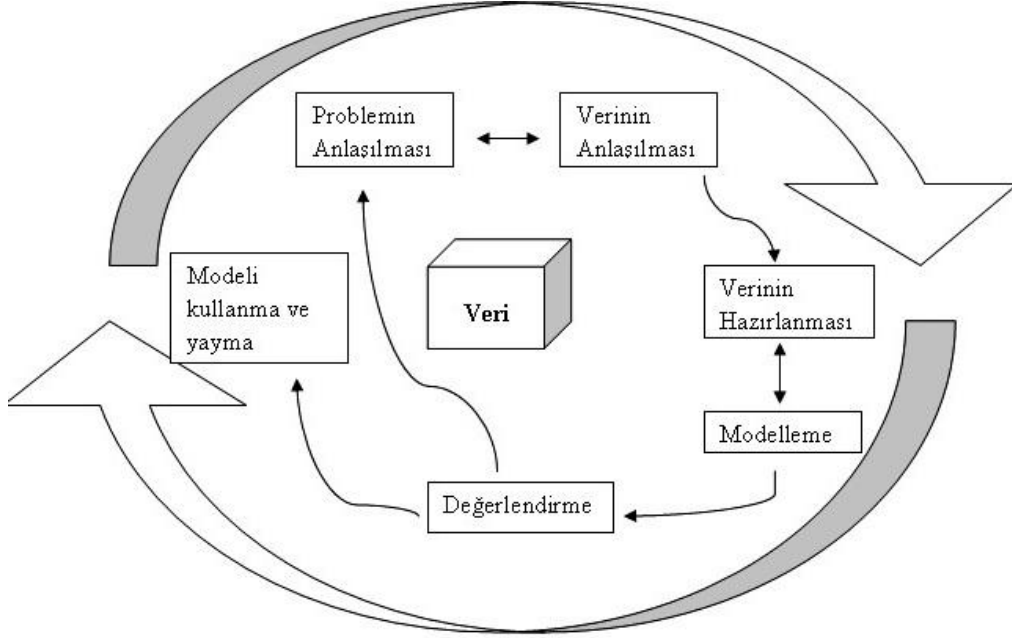 Problemin
Anlaşılması
Verinin
Anlaşılması
Verinin
Hazırlanması
Modelleme
Değerlendirme
Modeli
kullanma ve
yayma
Veri